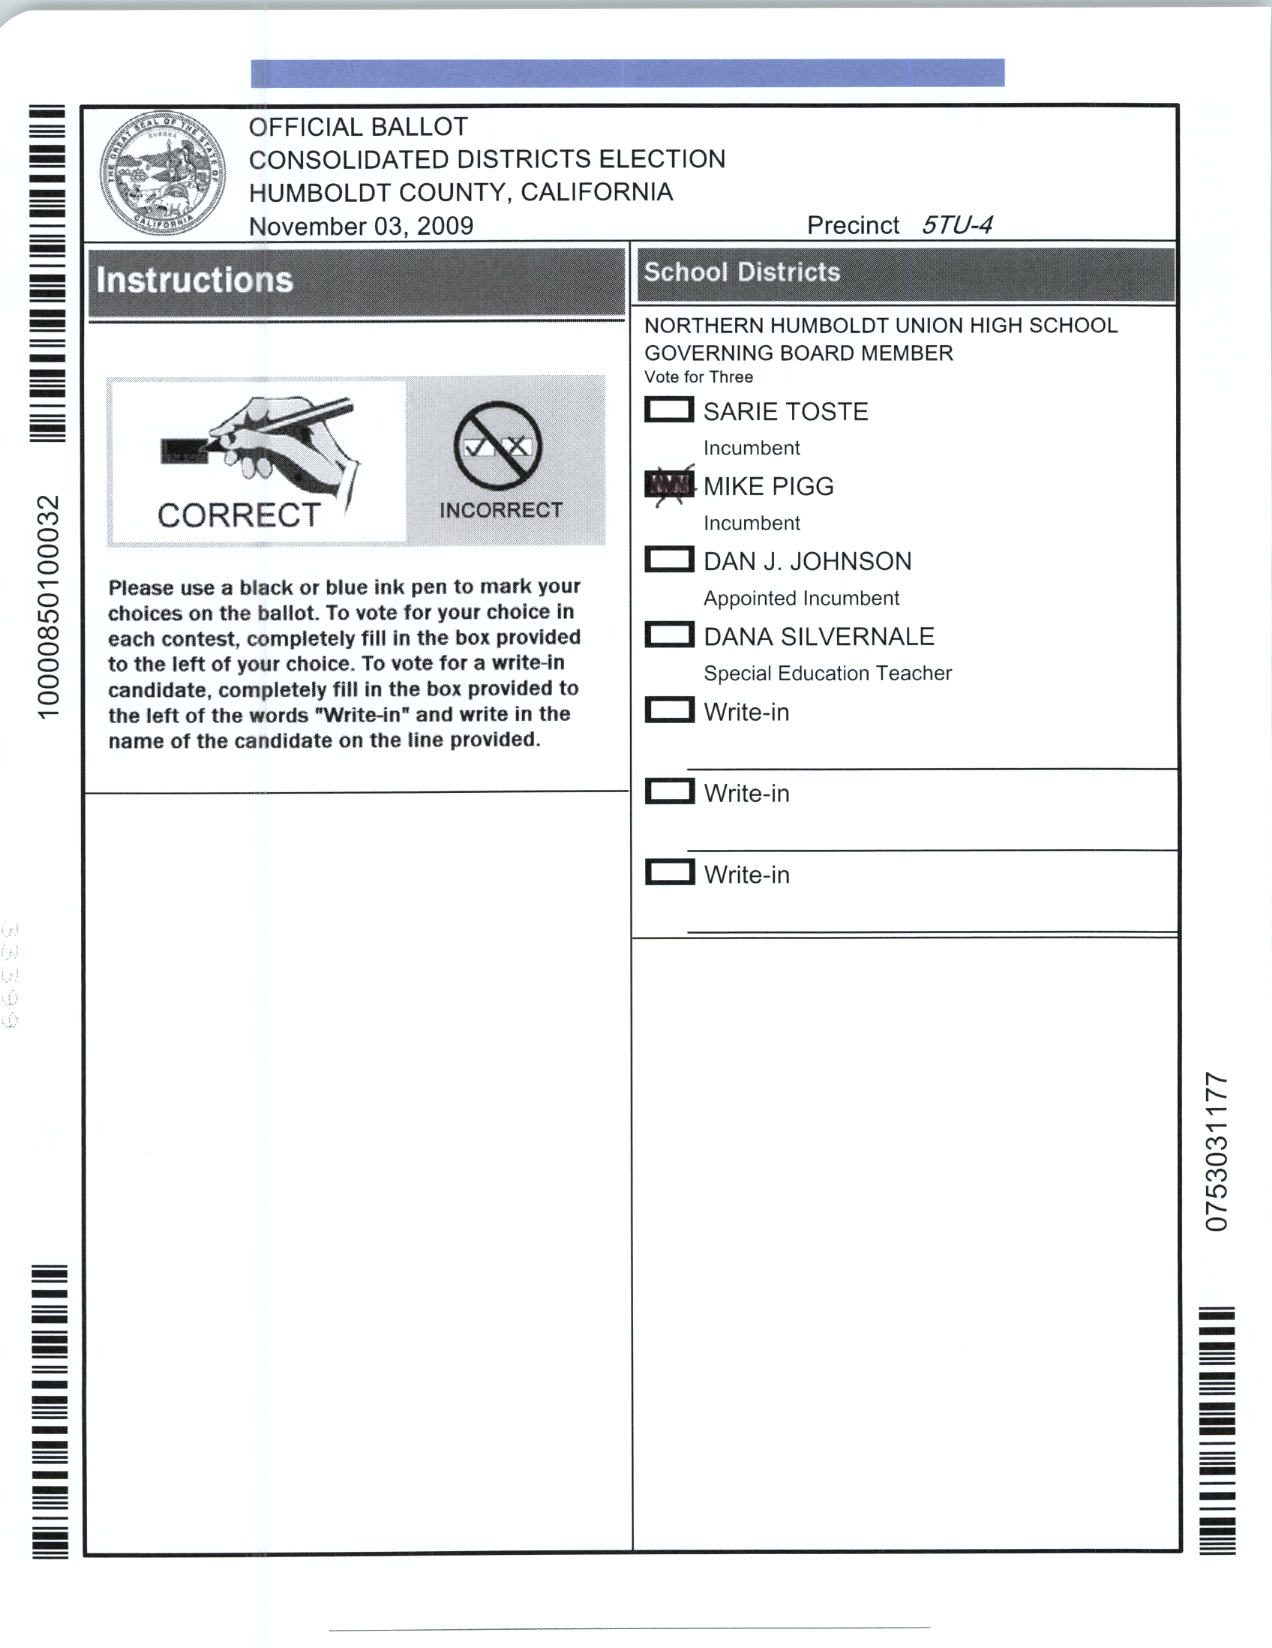 OFFICIAL BALLOT
CONSOLIDATED DISTRICTS ELECTION
HUMBOLDT COUNTY, CALIFORNIA
November 03, 2009
Precinct 5TU-4
THE GREAT SEAL OF THE STATE OF CALIFORNIA
EUREKA
Instructions
CORRECT
INCORRECT
Please use a black or blue ink pen to mark your
choices on the ballot. To vote for your choice in
each contest, completely fill in the box provided
to the left of your choice. To vote for a write-in
candidate, completely fill in the box provided to
the left of the words "Write-in" and write in the
name of the candidate on the line provided.
School Districts
NORTHERN HUMBOLDT UNION HIGH SCHOOL
GOVERNING BOARD MEMBER
Vote for Three
SARIE TOSTE
Incumbent
MIKE PIGG
Incumbent
DAN J. JOHNSON
Appointed Incumbent
DANA SILVERNALE
Special Education Teacher
Write-in
Write-in
Write-in
10000850100032
0753031177